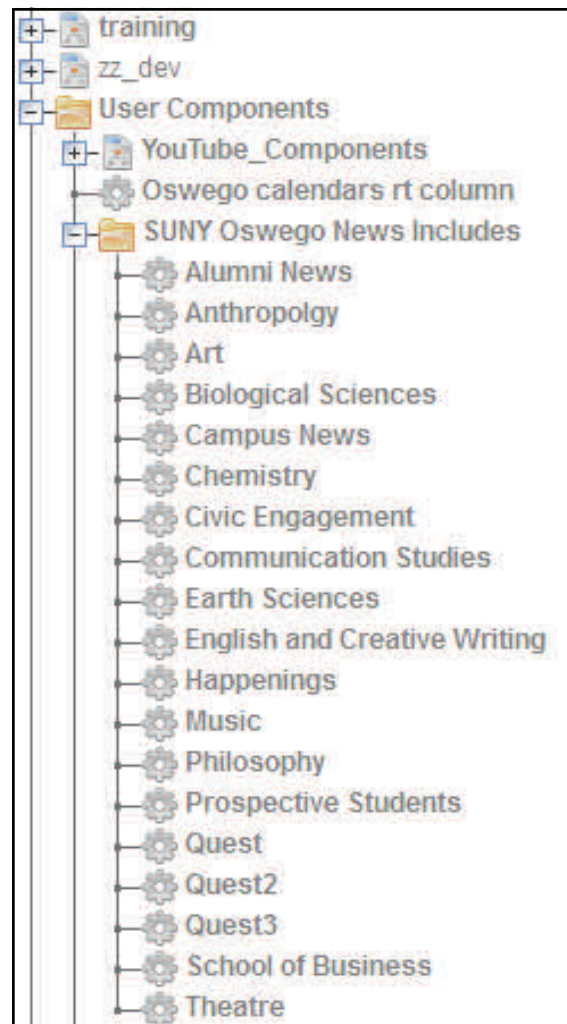 training
zz_dev
User Components
YouTube_Components
Oswego calendars rt column
SUNY Oswego News Includes
Alumni News
Anthropolgy
Art
Biological Sciences
Campus News
Chemistry
Civic Engagement
Communication Studies
Earth Sciences
English and Creative Writing
Happenings
Music
Philosophy
Prospective Students
Quest
Quest2
Quest3
School of Business
Theatre